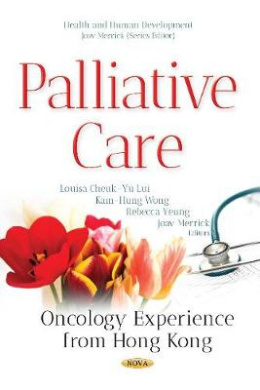 Health and Human Development
Joav Merrick (Series Editor)
Palliative
Care
Louisa Cheuk-Yu Lui
Kam-Hung Wong
Rebecca Yeung
Joav Merrick
Editors
Oncology Experience
from Hong Kong
NOVA